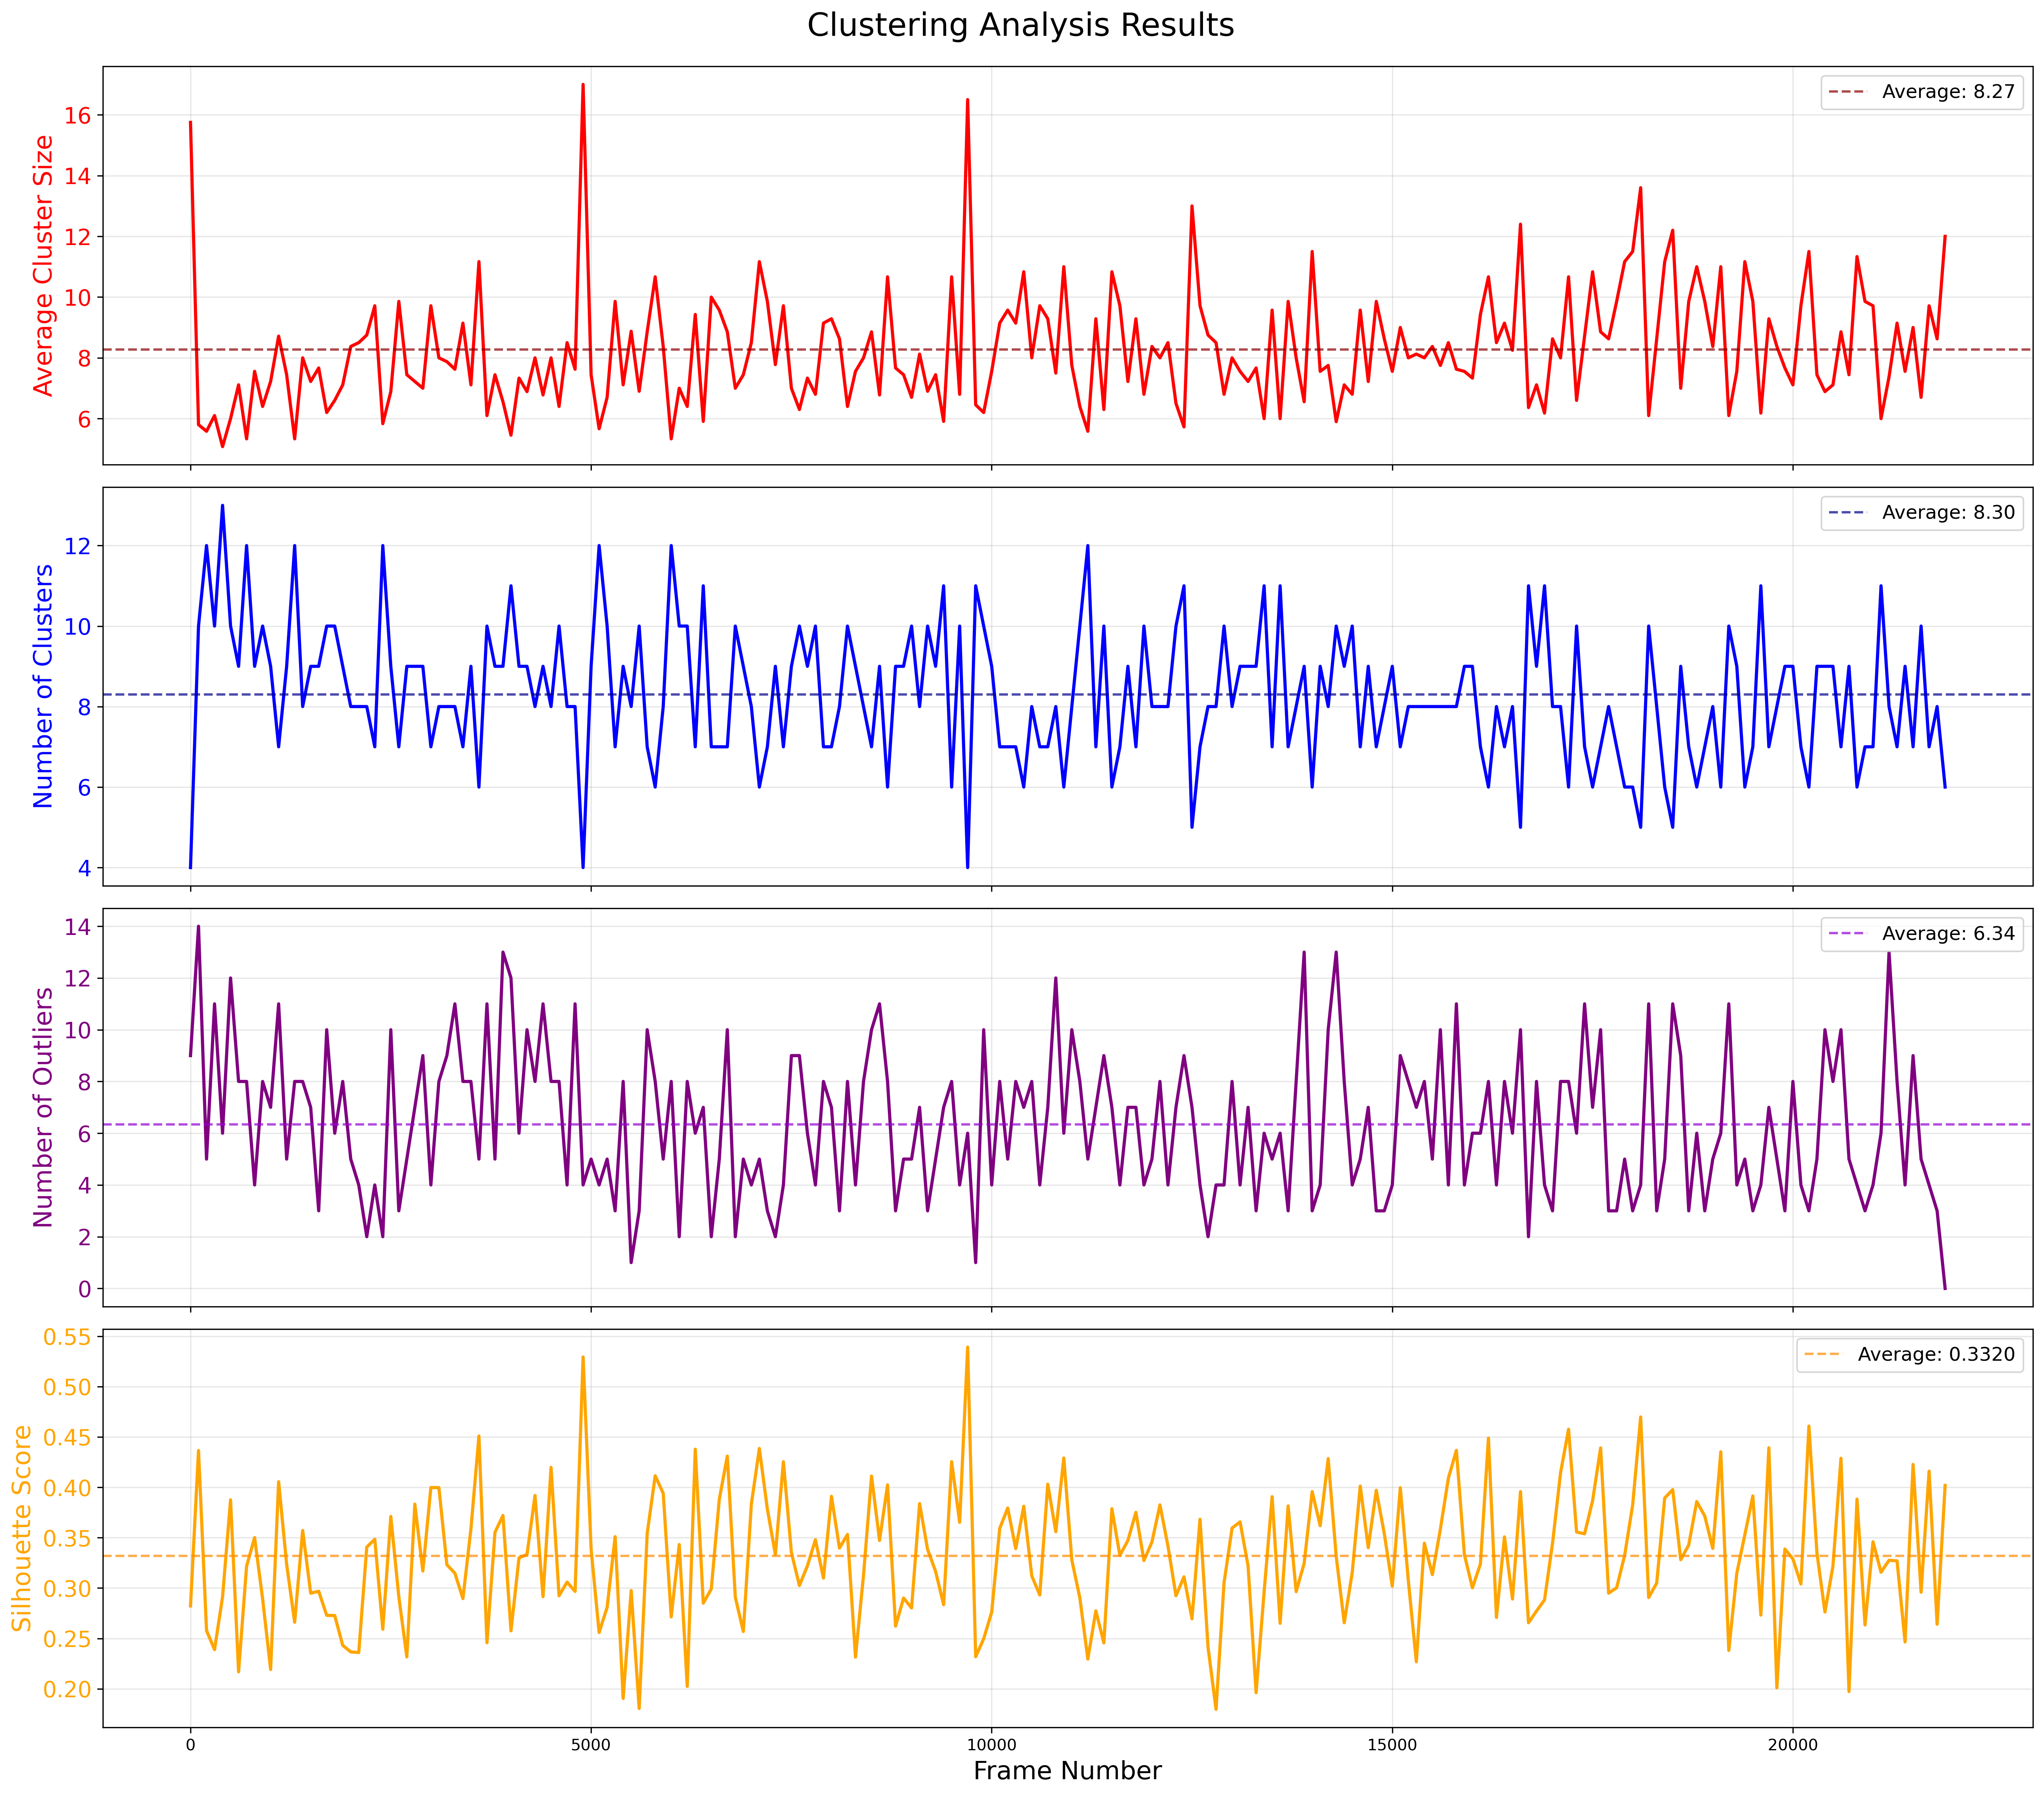 Clustering Analysis Results
Average Cluster Size
16
14
12
10
8
6
Average: 8.27
Number of Clusters
12
10
8
6
4
Average: 8.30
Number of Outliers
14
12
10
8
6
4
2
0
Average: 6.34
Silhouette Score
0.55
0.50
0.45
0.40
0.35
0.30
0.25
0.20
Average: 0.3320
0 5000 10000 15000 20000
Frame Number